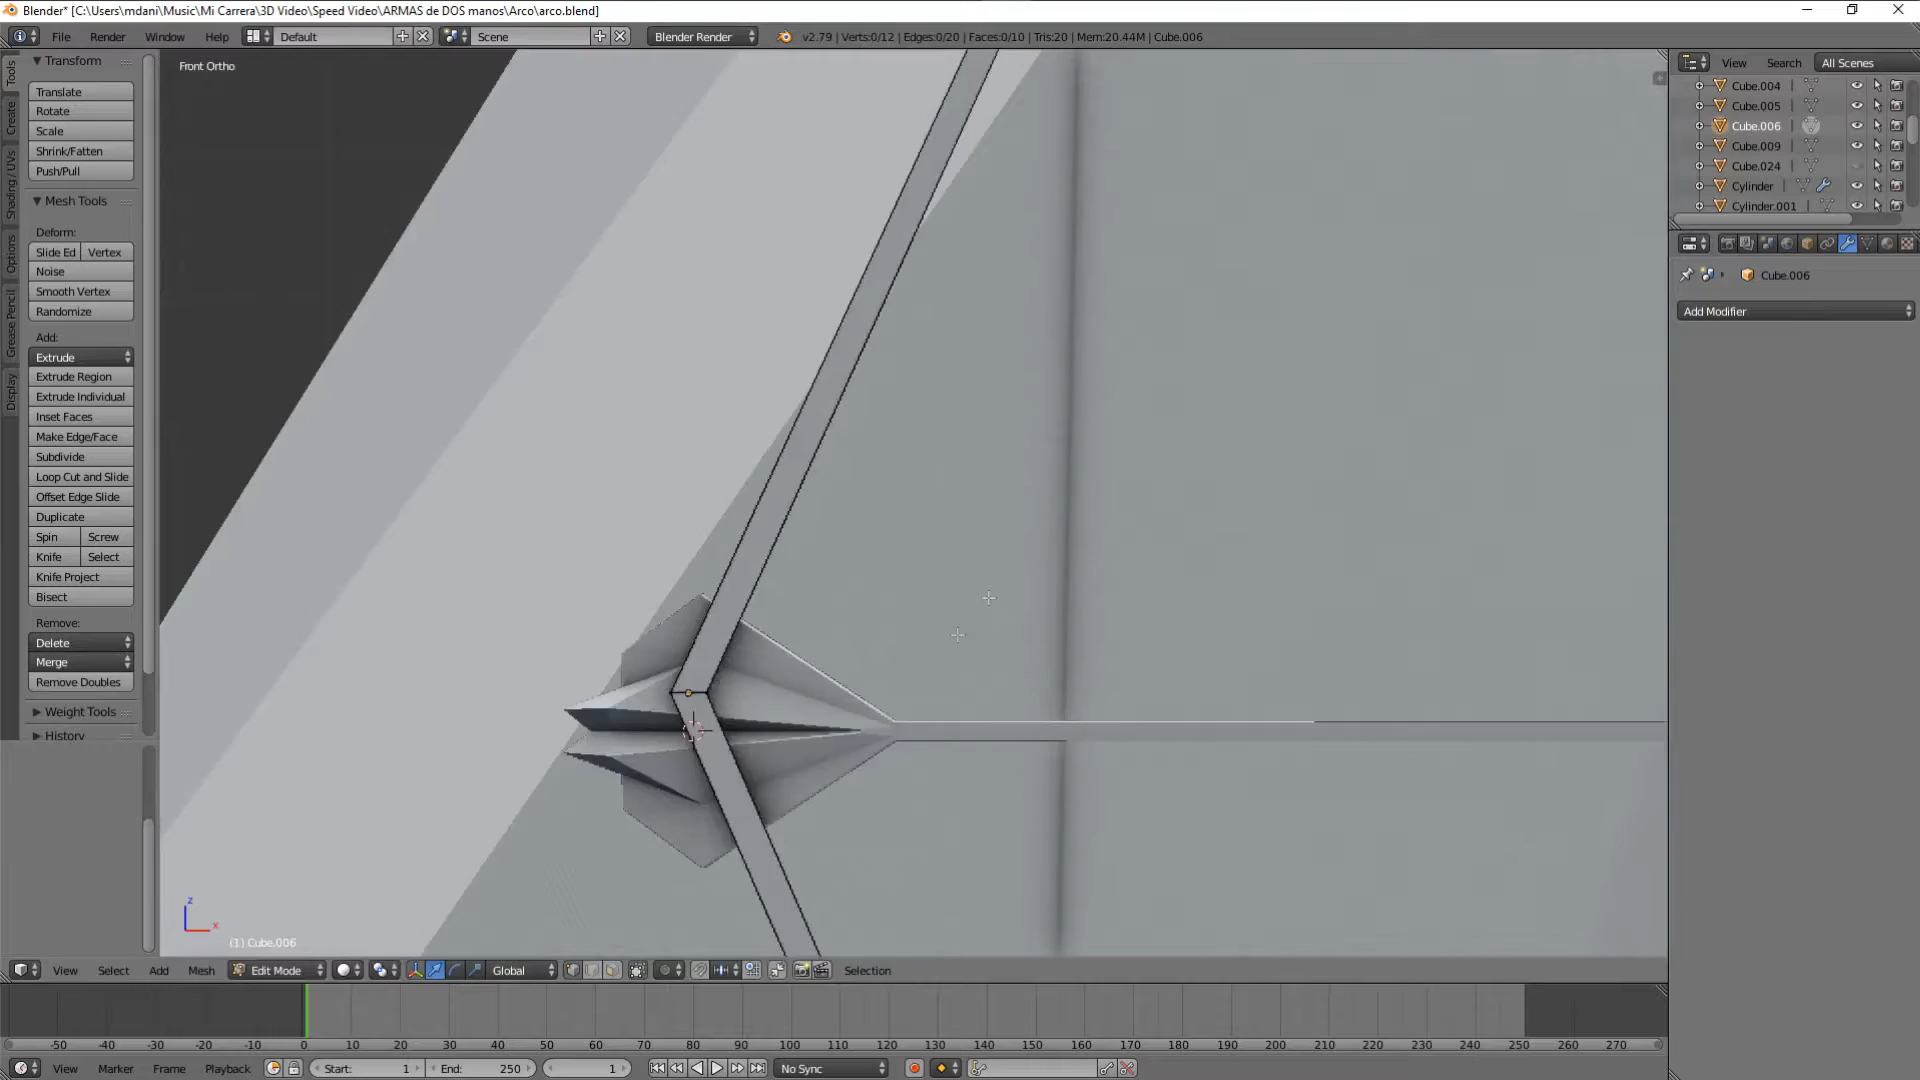 Blender* [C:\Users\mdani\Music\Mi Carrera\3D Video\Speed Video\ARMAS de DOS manos\Arco\arco.blend]
File Render Window Help Default Scene Blender Render v2.79 | Verts:0/12 | Edges:0/20 | Faces:0/10 | Tris:20 | Mem:20.44M | Cube.006
Tools
Create
Shading / UVs
Options
Grease Pencil
Display
Transform
Translate
Rotate
Scale
Shrink/Fatten
Push/Pull
Mesh Tools
Deform:
Slide Ed Vertex
Noise
Smooth Vertex
Randomize
Add:
Extrude
Extrude Region
Extrude Individual
Inset Faces
Make Edge/Face
Subdivide
Loop Cut and Slide
Offset Edge Slide
Duplicate
Spin Screw
Knife Select
Knife Project
Bisect
Remove:
Delete
Merge
Remove Doubles
Weight Tools
History
Front Ortho
z
x
(1) Cube.006
View Search All Scenes
Cube.004
Cube.005
Cube.006
Cube.009
Cube.024
Cylinder
Cylinder.001
Cube.006
Add Modifier
View Select Add Mesh Edit Mode Global Selection
-50 -40 -30 -20 -10 0 10 20 30 40 50 60 70 80 90 100 110 120 130 140 150 160 170 180 190 200 210 220 230 240 250 260 270
View Marker Frame Playback Start: 1 End: 250 1 No Sync